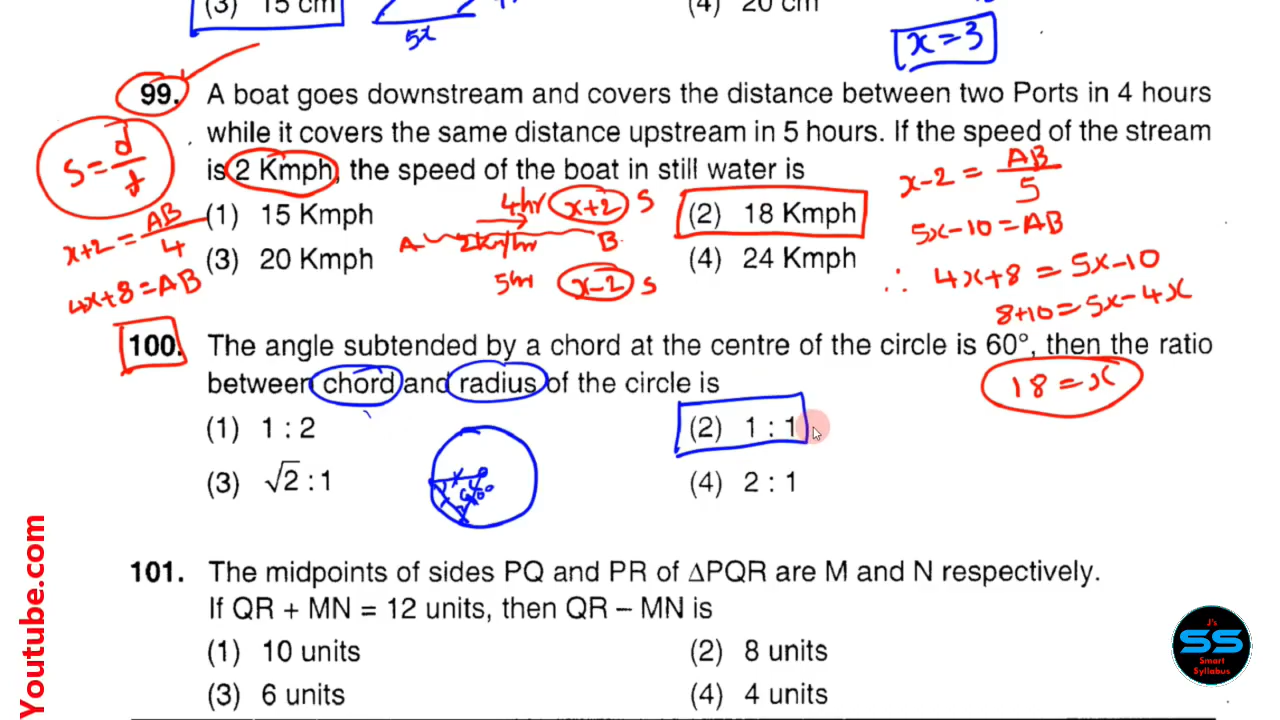 (3) 15 cm
(4) 20 cm
5x
x = 3
99. A boat goes downstream and covers the distance between two Ports in 4 hours
while it covers the same distance upstream in 5 hours. If the speed of the stream
is 2 Kmph, the speed of the boat in still water is
(1) 15 Kmph
(2) 18 Kmph
(3) 20 Kmph
(4) 24 Kmph
S = d/t
x+2 = AB/4
4x+8 = AB
4hr x+2 S
A 2km/hr B
5hr x-2 S
x-2 = AB/5
5x-10 = AB
∴ 4x+8 = 5x-10
8+10 = 5x-4x
18 = x
100. The angle subtended by a chord at the centre of the circle is 60°, then the ratio
between chord and radius of the circle is
(1) 1 : 2
(2) 1 : 1
(3) √2 : 1
(4) 2 : 1
60°
101. The midpoints of sides PQ and PR of ∆PQR are M and N respectively.
If QR + MN = 12 units, then QR – MN is
(1) 10 units
(2) 8 units
(3) 6 units
(4) 4 units
Youtube.com
J's
SS
Smart
Syllabus